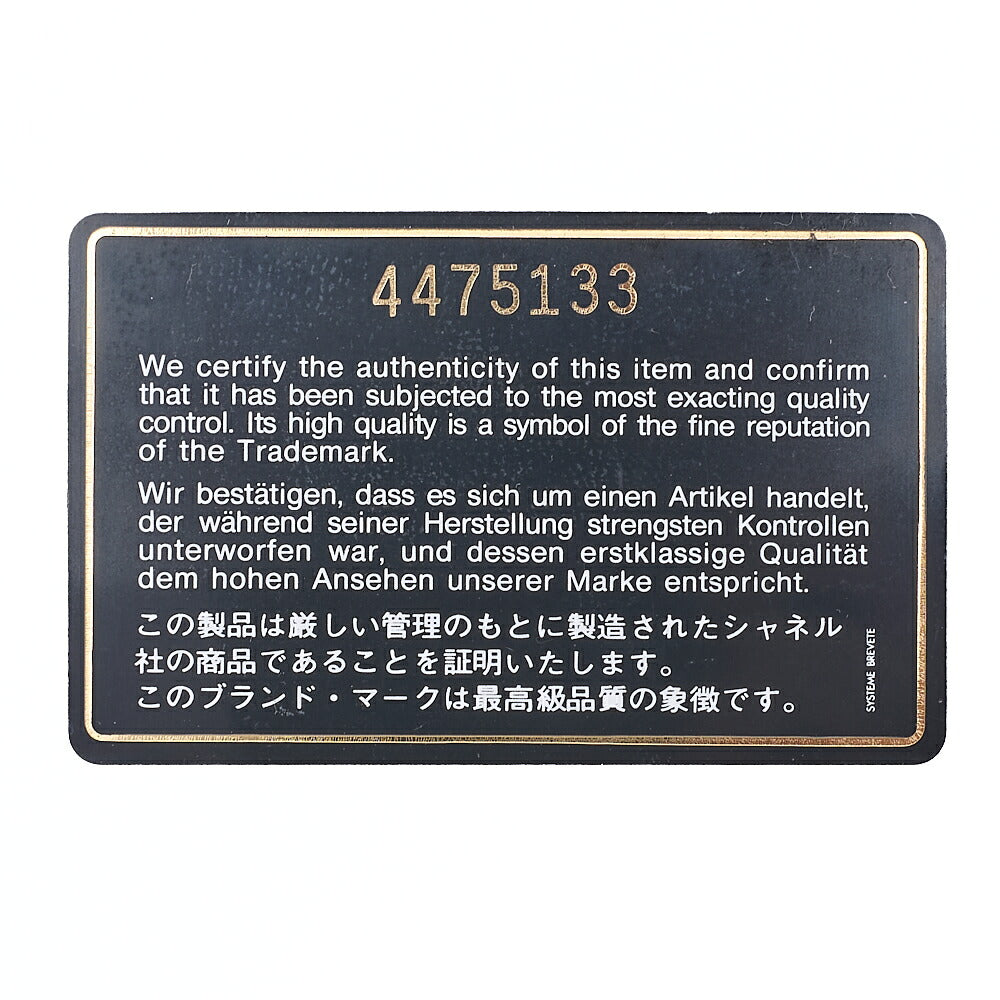 4475133
We certify the authenticity of this item and confirm
that it has been subjected to the most exacting quality
control. Its high quality is a symbol of the fine reputation
of the Trademark.
Wir bestätigen, dass es sich um einen Artikel handelt,
der während seiner Herstellung strengsten Kontrollen
unterworfen war, und dessen erstklassige Qualität
dem hohen Ansehen unserer Marke entspricht.
この製品は厳しい管理のもとに製造されたシャネル
社の商品であることを証明いたします。
このブランド・マークは最高級品質の象徴です。
SYSTEME BREVETE